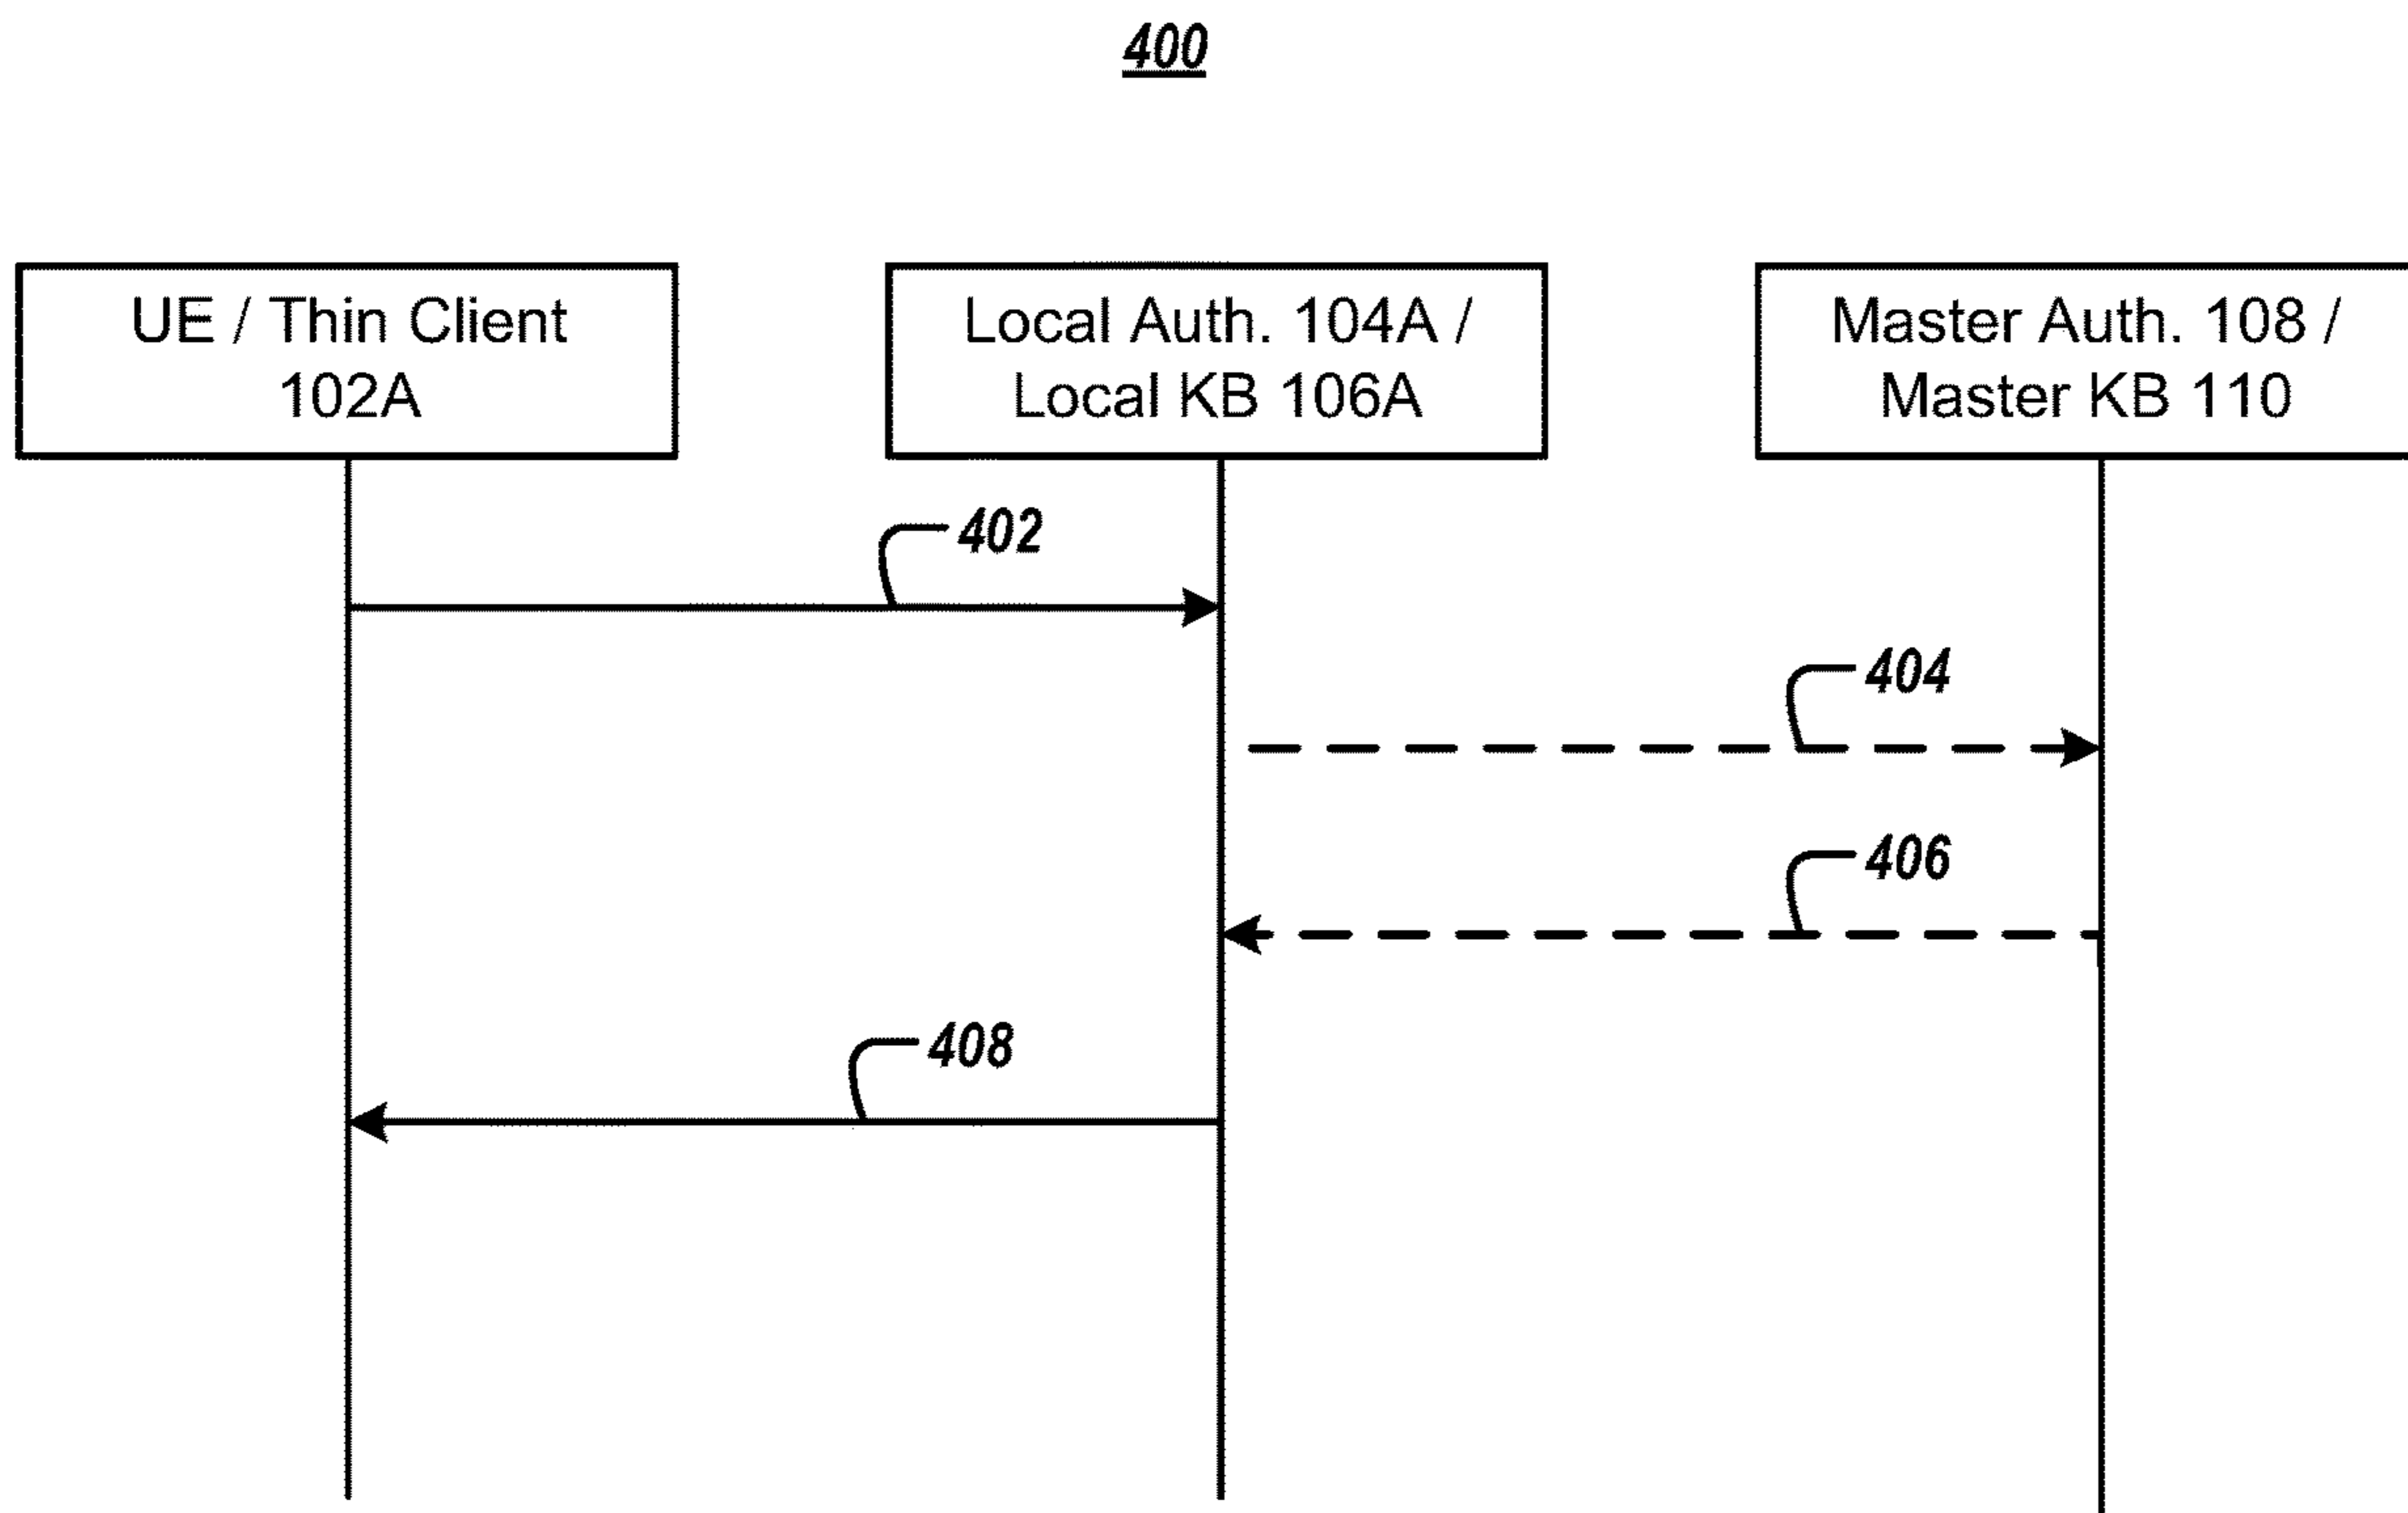 400
UE / Thin Client
102A
Local Auth. 104A /
Local KB 106A
Master Auth. 108 /
Master KB 110
402
404
406
408